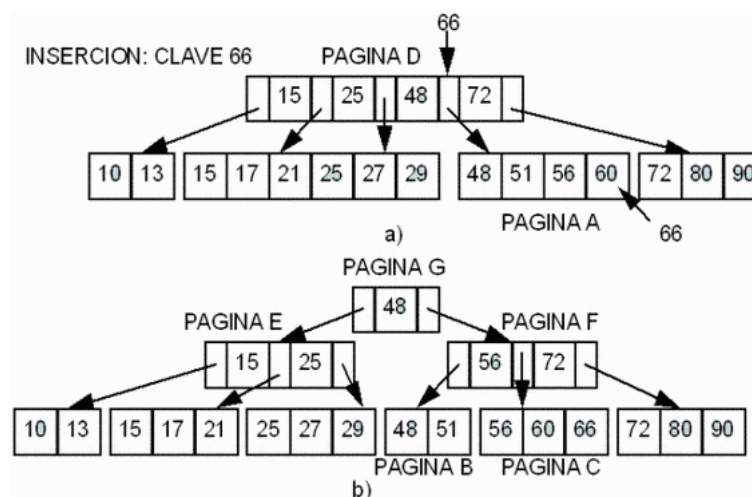 66
INSERCION: CLAVE 66 PAGINA D
15 25 48 72
10 13 15 17 21 25 27 29 48 51 56 60 72 80 90
PAGINA A
66
a)
PAGINA G
48
PAGINA E PAGINA F
15 25 56 72
10 13 15 17 21 25 27 29 48 51 56 60 66 72 80 90
PAGINA B PAGINA C
b)